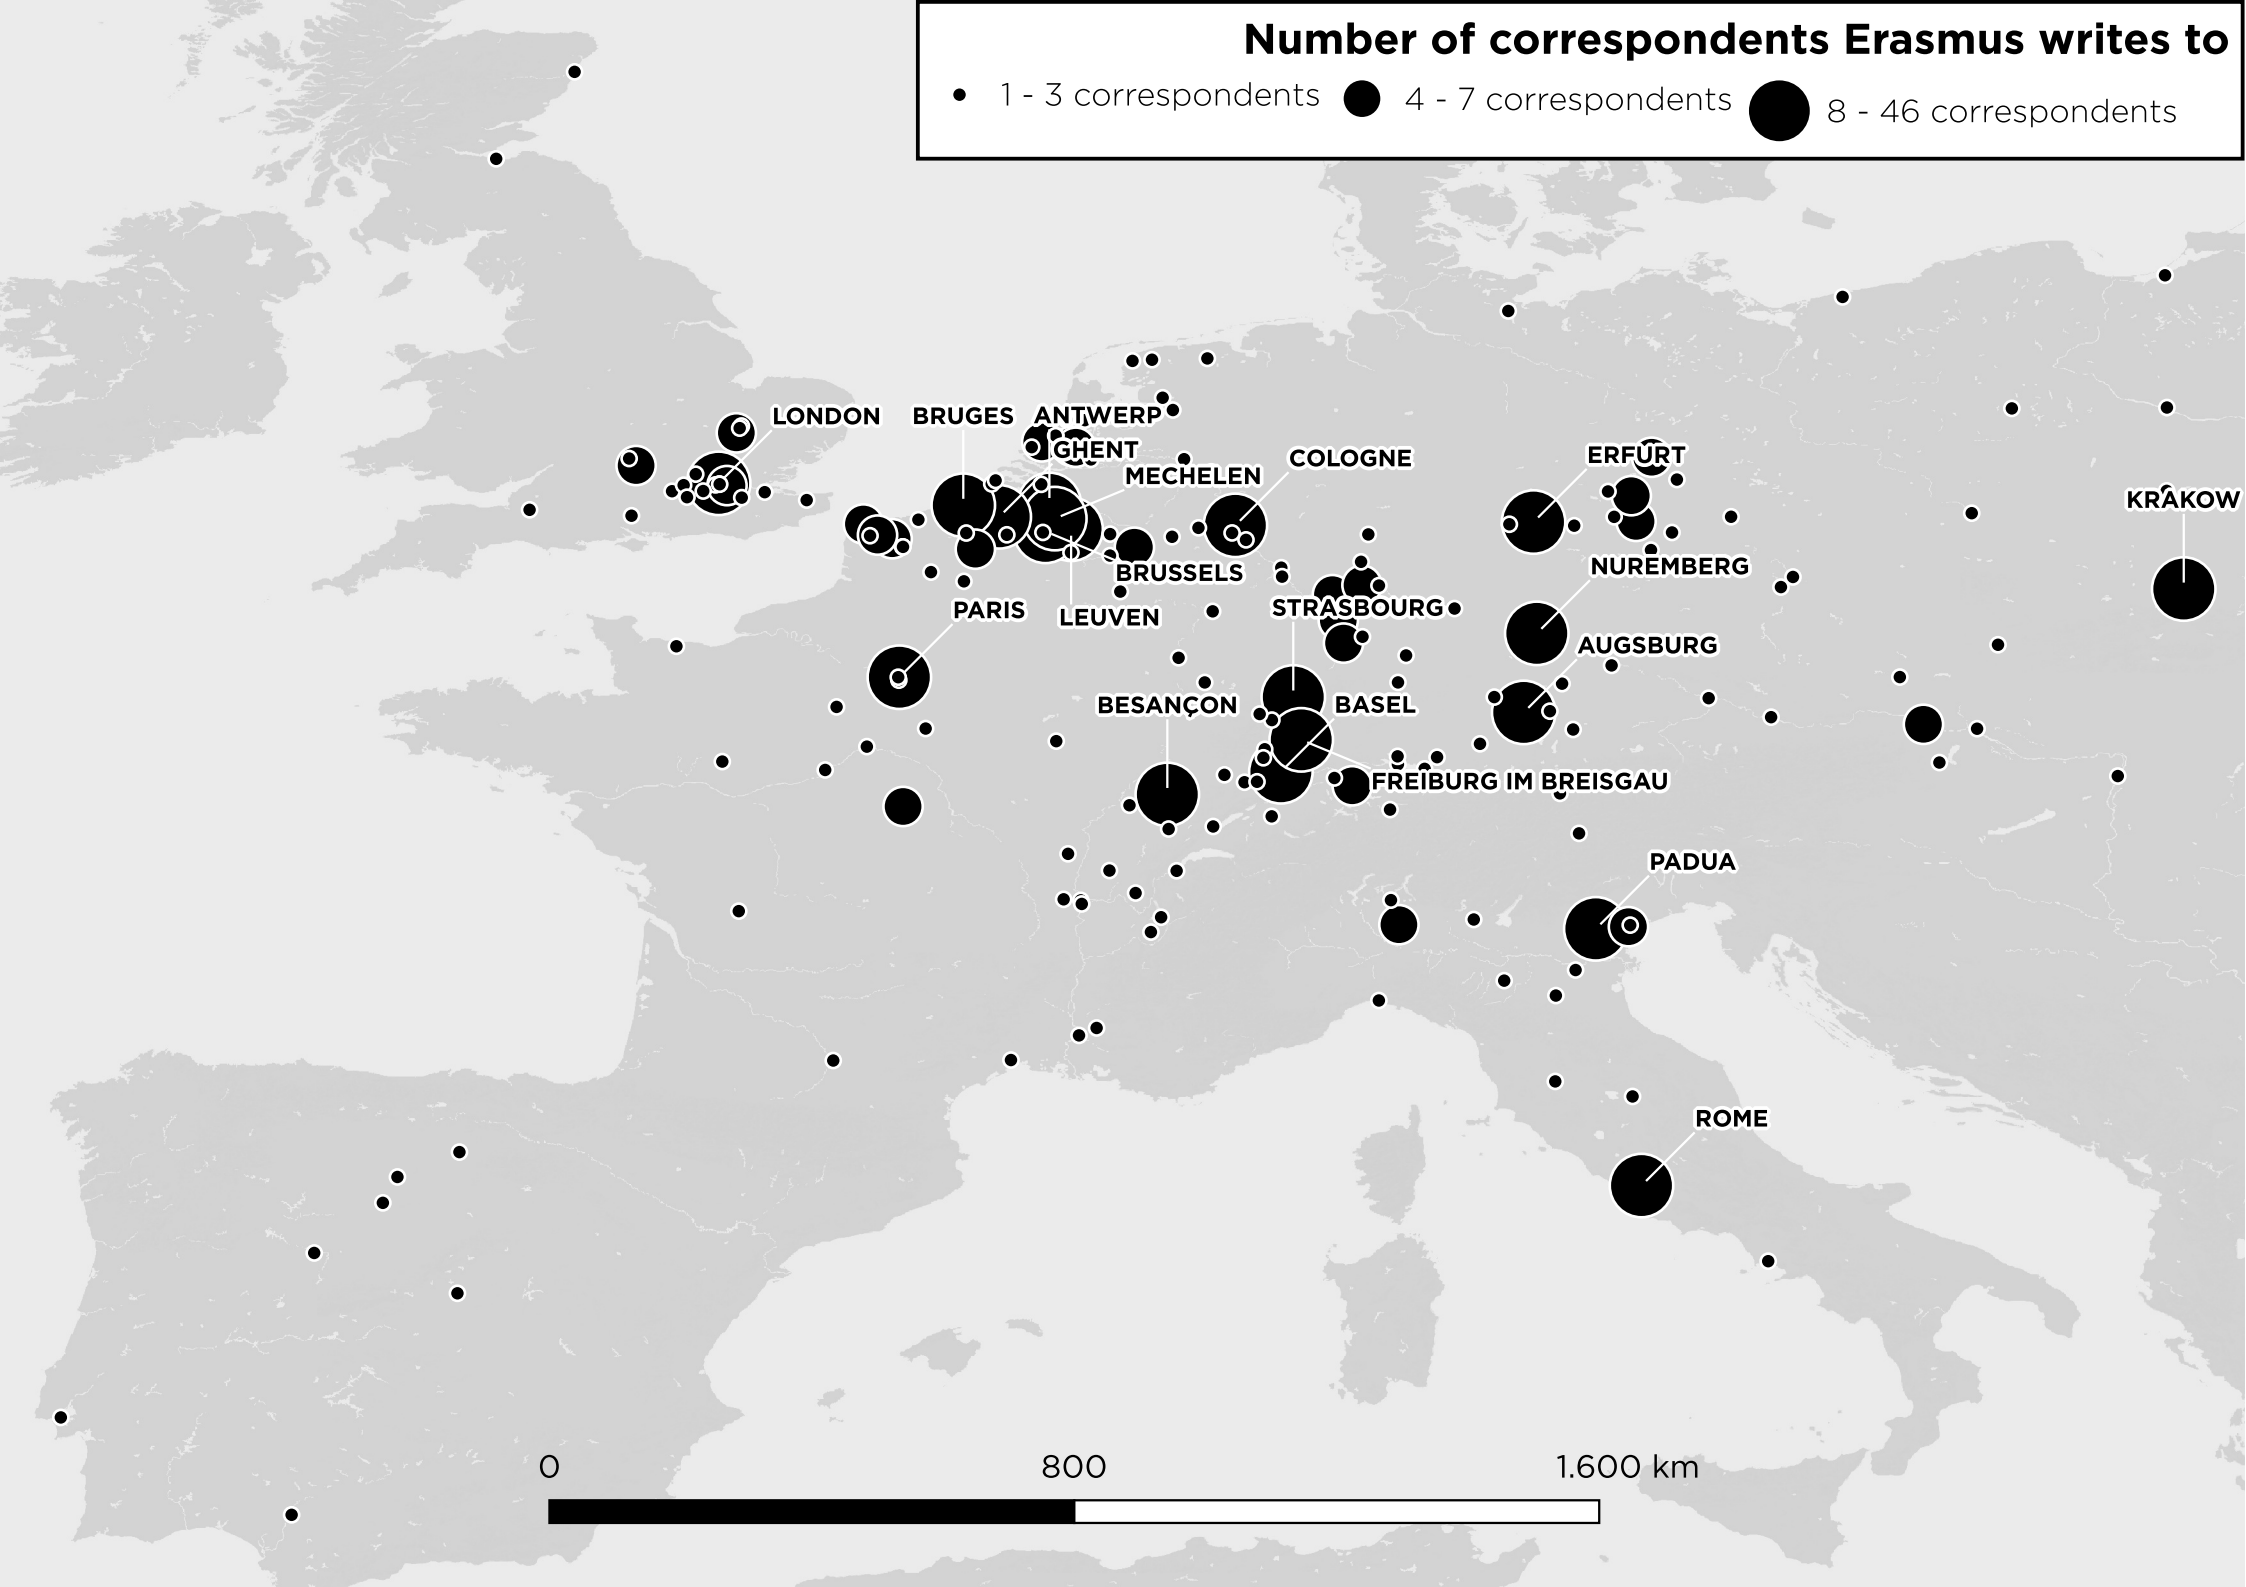 Number of correspondents Erasmus writes to
1 - 3 correspondents 4 - 7 correspondents 8 - 46 correspondents
LONDON BRUGES ANTWERP
GHENT
MECHELEN
COLOGNE
ERFURT
KRAKOW
BRUSSELS
NUREMBERG
PARIS
LEUVEN
STRASBOURG
AUGSBURG
BESANÇON
BASEL
FREIBURG IM BREISGAU
PADUA
ROME
0 800 1.600 km